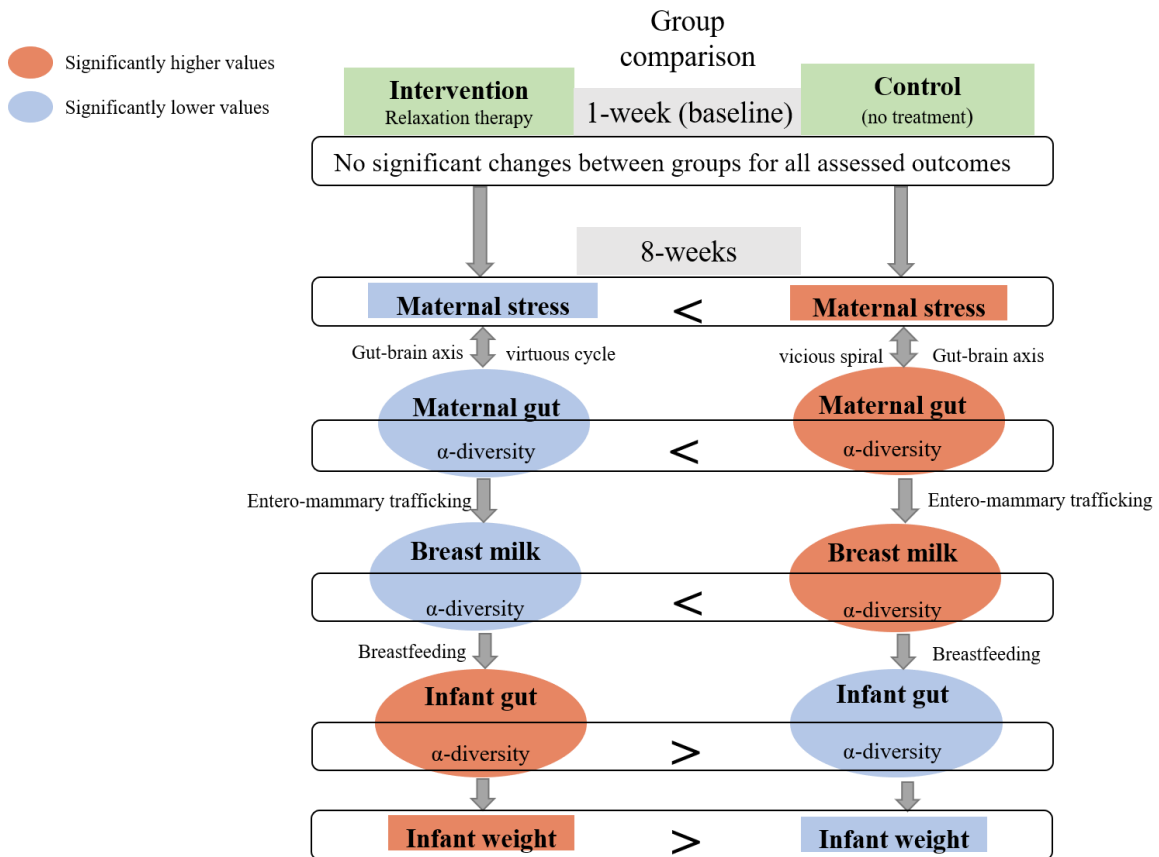 Group
comparison
Significantly higher values
Significantly lower values
Intervention
Relaxation therapy
1-week (baseline)
Control
(no treatment)
No significant changes between groups for all assessed outcomes
8-weeks
Maternal stress
<
Maternal stress
Gut-brain axis
virtuous cycle
vicious spiral
Gut-brain axis
Maternal gut
α-diversity
<
Maternal gut
α-diversity
Entero-mammary trafficking
Entero-mammary trafficking
Breast milk
α-diversity
<
Breast milk
α-diversity
Breastfeeding
Breastfeeding
Infant gut
α-diversity
>
Infant gut
α-diversity
Infant weight
>
Infant weight